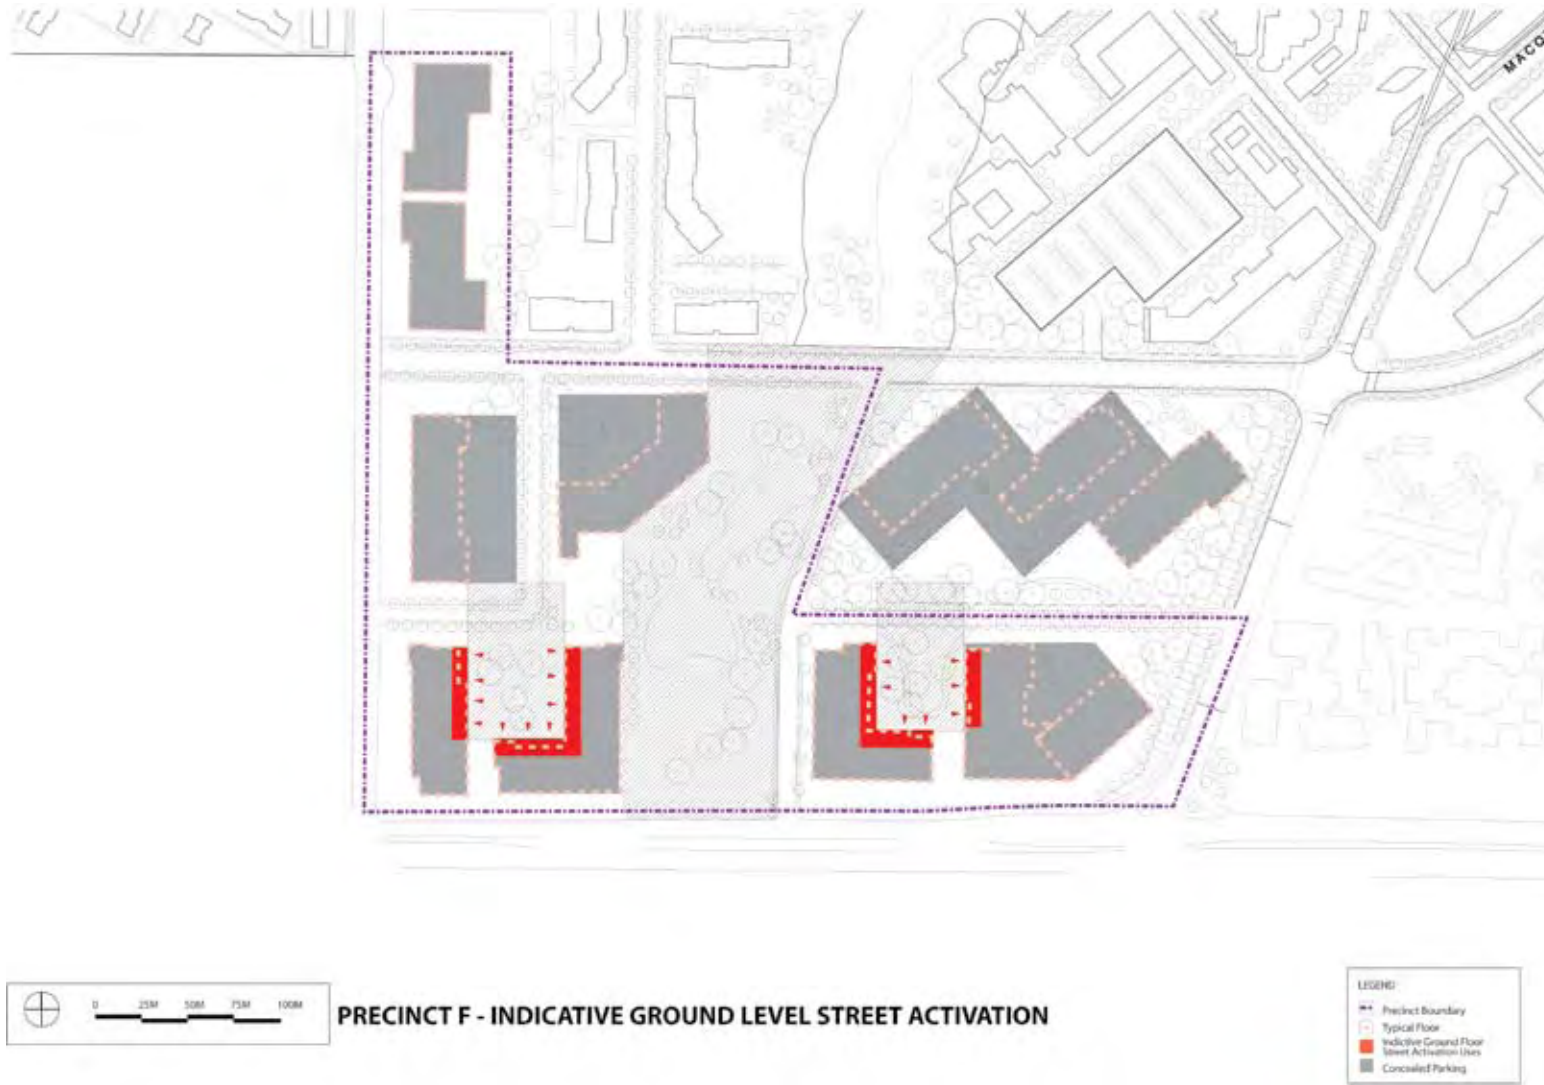 MACQ
0 25M 50M 75M 100M
PRECINCT F - INDICATIVE GROUND LEVEL STREET ACTIVATION
LEGEND
Precinct Boundary
Typical Floor
Indictive Ground Floor
Street Activation Uses
Concealed Parking